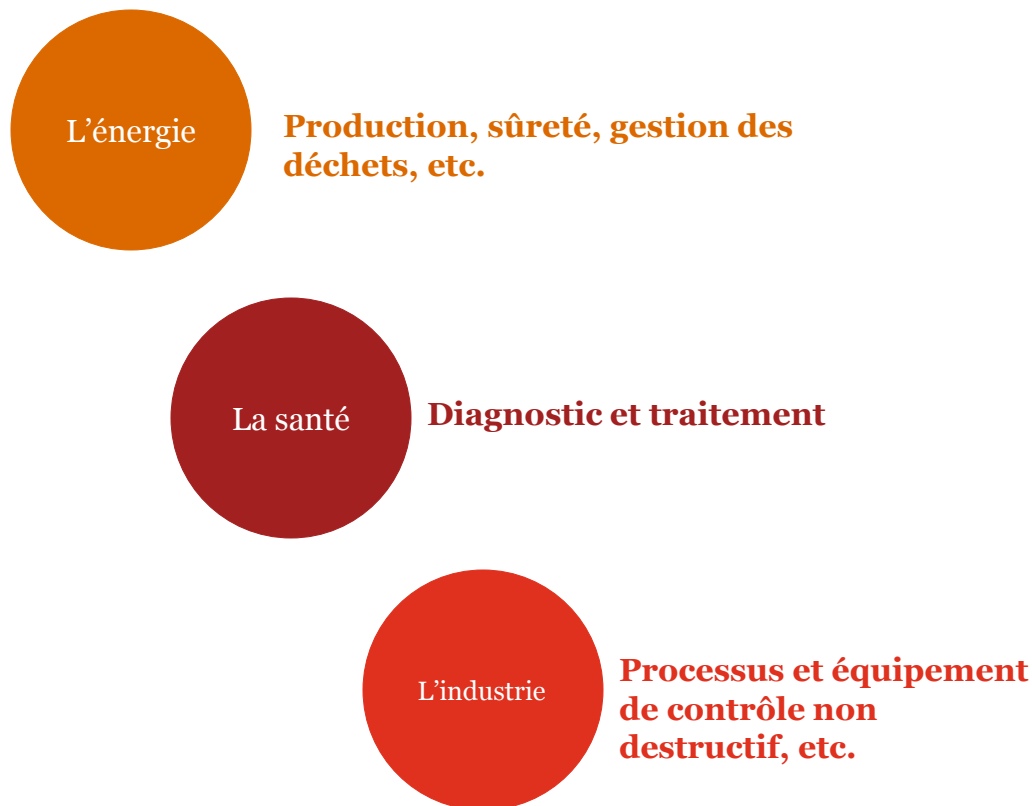 L’énergie
Production, sûreté, gestion des
déchets, etc.
La santé
Diagnostic et traitement
L’industrie
Processus et équipement
de contrôle non
destructif, etc.